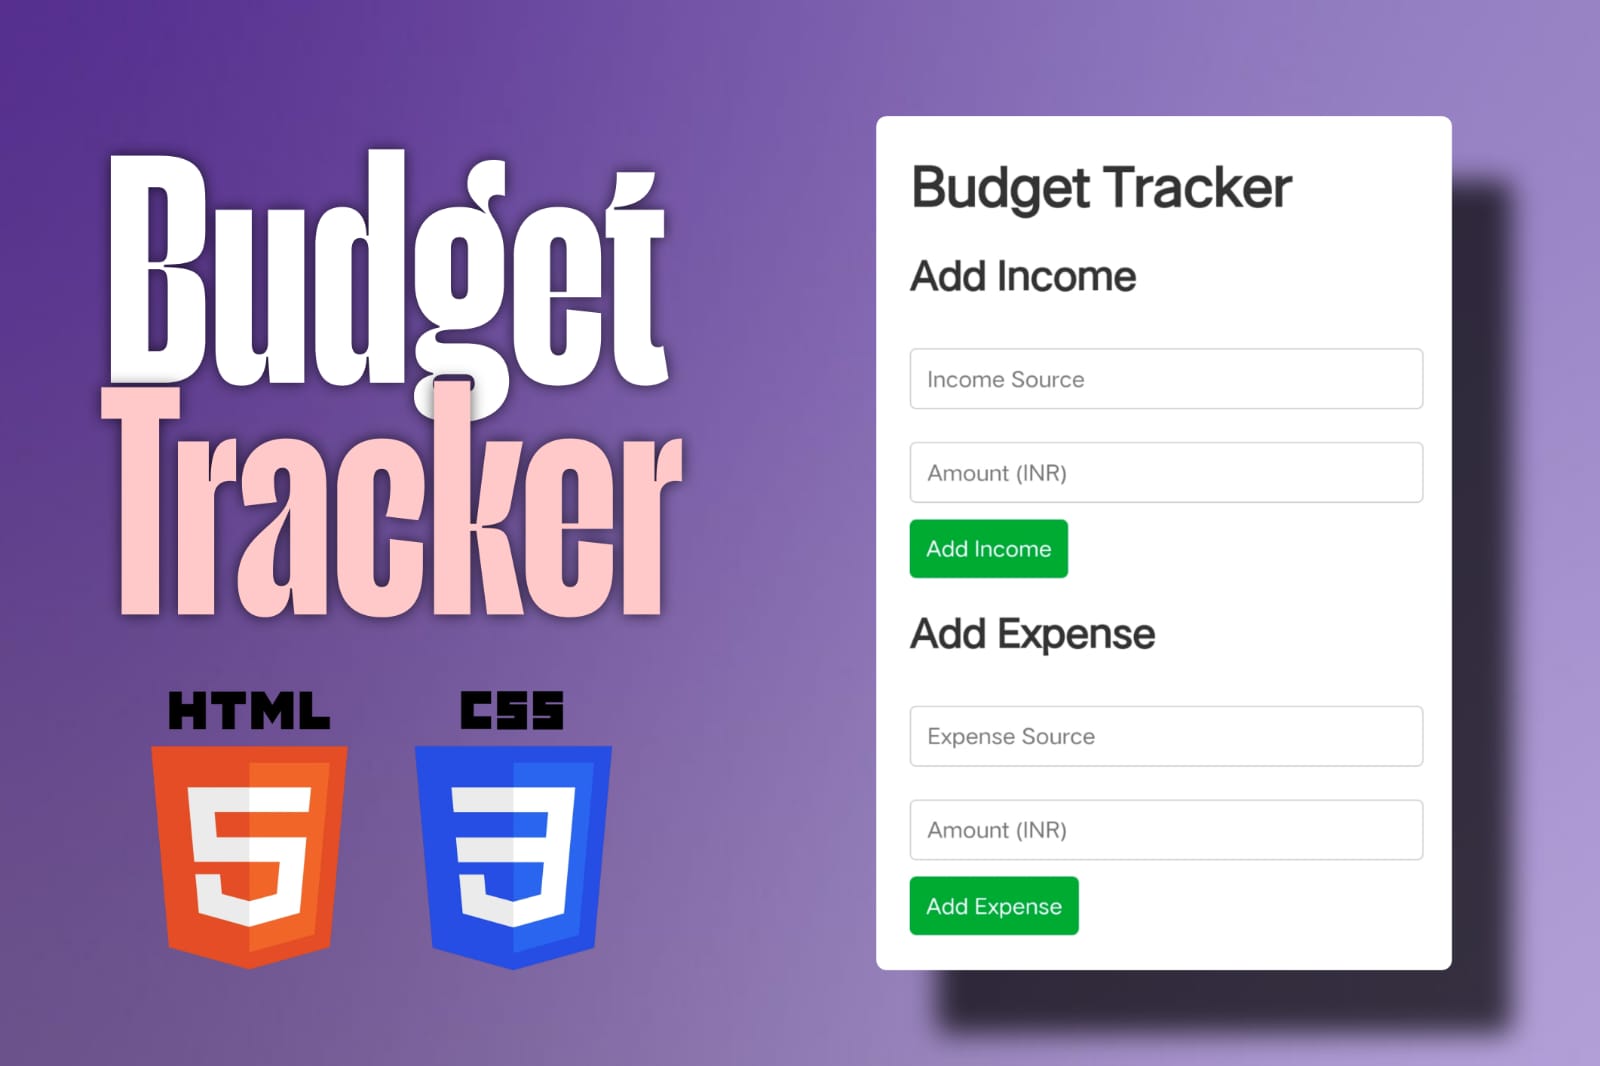 Budget
Tracker
HTML
CSS
5
3
Budget Tracker
Add Income
Income Source
Amount (INR)
Add Income
Add Expense
Expense Source
Amount (INR)
Add Expense